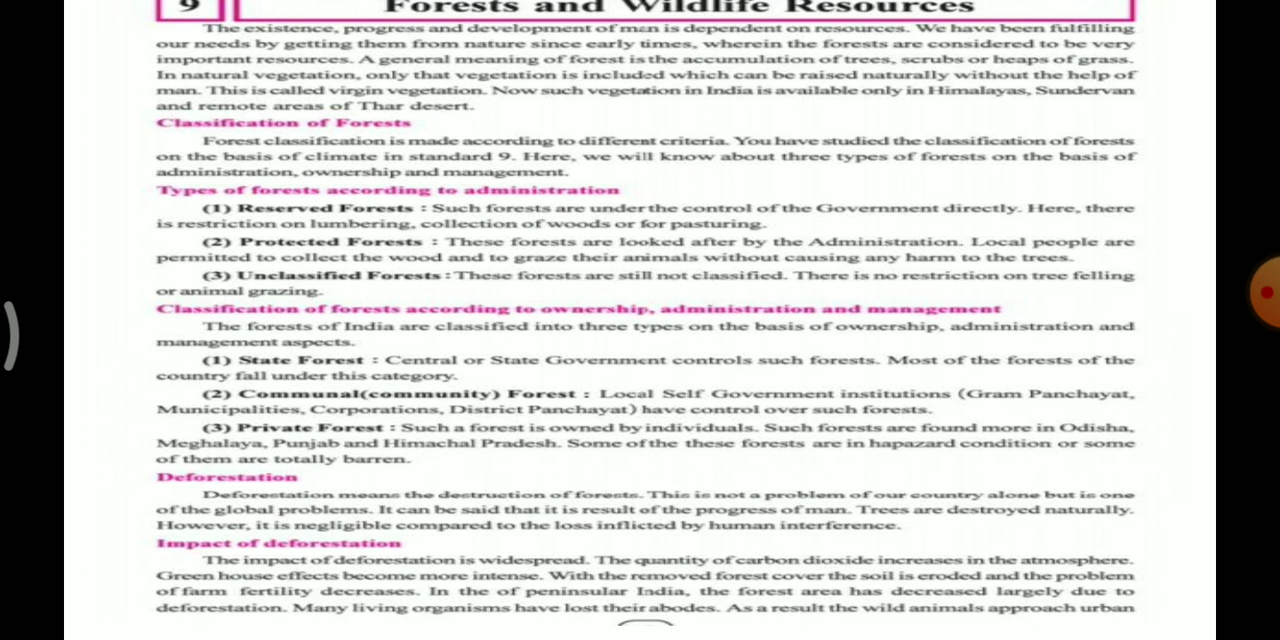 9 Forests and Wildlife Resources
The existence, progress and development of man is dependent on resources. We have been fulfilling
our needs by getting them from nature since early times, wherein the forests are considered to be very
important resources. A general meaning of forest is the accumulation of trees, scrubs or heaps of grass.
In natural vegetation, only that vegetation is included which can be raised naturally without the help of
man. This is called virgin vegetation. Now such vegetation in India is available only in Himalayas, Sundervan
and remote areas of Thar desert.
Classification of Forests
Forest classification is made according to different criteria. You have studied the classification of forests
on the basis of climate in standard 9. Here, we will know about three types of forests on the basis of
administration, ownership and management.
Types of forests according to administration
(1) Reserved Forests : Such forests are under the control of the Government directly. Here, there
is restriction on lumbering, collection of woods or for pasturing.
(2) Protected Forests : These forests are looked after by the Administration. Local people are
permitted to collect the wood and to graze their animals without causing any harm to the trees.
(3) Unclassified Forests : These forests are still not classified. There is no restriction on tree felling
or animal grazing.
Classification of forests according to ownership, administration and management
The forests of India are classified into three types on the basis of ownership, administration and
management aspects.
(1) State Forest : Central or State Government controls such forests. Most of the forests of the
country fall under this category.
(2) Communal(community) Forest : Local Self Government institutions (Gram Panchayat,
Municipalities, Corporations, District Panchayat) have control over such forests.
(3) Private Forest : Such a forest is owned by individuals. Such forests are found more in Odisha,
Meghalaya, Punjab and Himachal Pradesh. Some of the these forests are in hapazard condition or some
of them are totally barren.
Deforestation
Deforestation means the destruction of forests. This is not a problem of our country alone but is one
of the global problems. It can be said that it is result of the progress of man. Trees are destroyed naturally.
However, it is negligible compared to the loss inflicted by human interference.
Impact of deforestation
The impact of deforestation is widespread. The quantity of carbon dioxide increases in the atmosphere.
Green house effects become more intense. With the removed forest cover the soil is eroded and the problem
of farm fertility decreases. In the of peninsular India, the forest area has decreased largely due to
deforestation. Many living organisms have lost their abodes. As a result the wild animals approach urban